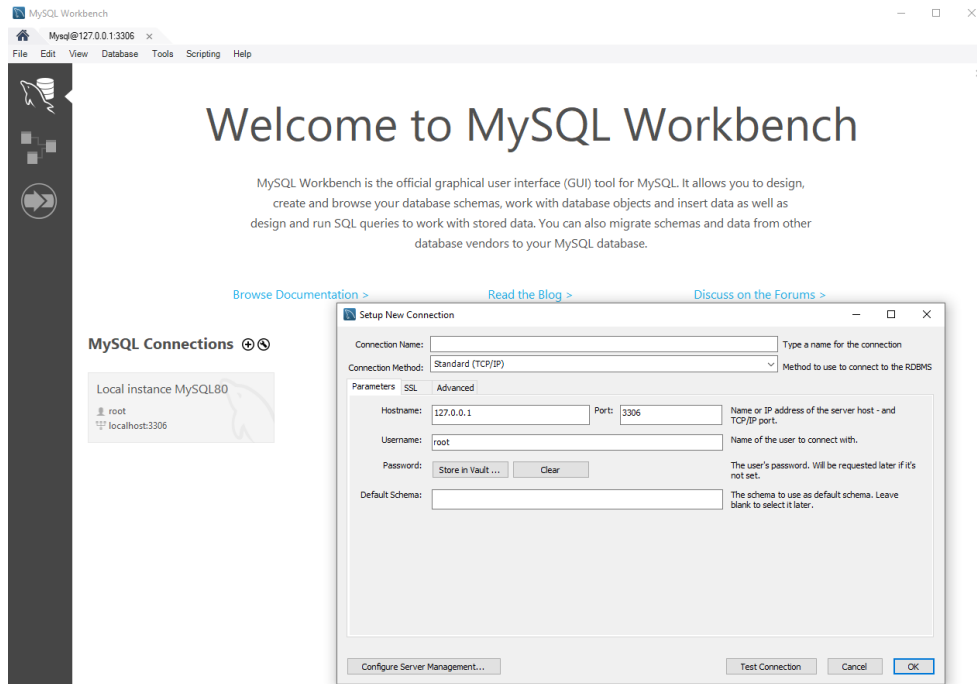 MySQL Workbench
Mysql@127.0.0.1:3306
File Edit View Database Tools Scripting Help
Welcome to MySQL Workbench
MySQL Workbench is the official graphical user interface (GUI) tool for MySQL. It allows you to design,
create and browse your database schemas, work with database objects and insert data as well as
design and run SQL queries to work with stored data. You can also migrate schemas and data from other
database vendors to your MySQL database.
Browse Documentation > Read the Blog > Discuss on the Forums >
MySQL Connections
Local instance MySQL80
root
localhost:3306
Setup New Connection
Connection Name: Type a name for the connection
Connection Method: Standard (TCP/IP) Method to use to connect to the RDBMS
Parameters SSL Advanced
Hostname: 127.0.0.1 Port: 3306 Name or IP address of the server host - and
TCP/IP port.
Username: root Name of the user to connect with.
Password: Store in Vault ... Clear The user's password. Will be requested later if it's
not set.
Default Schema: The schema to use as default schema. Leave
blank to select it later.
Configure Server Management... Test Connection Cancel OK